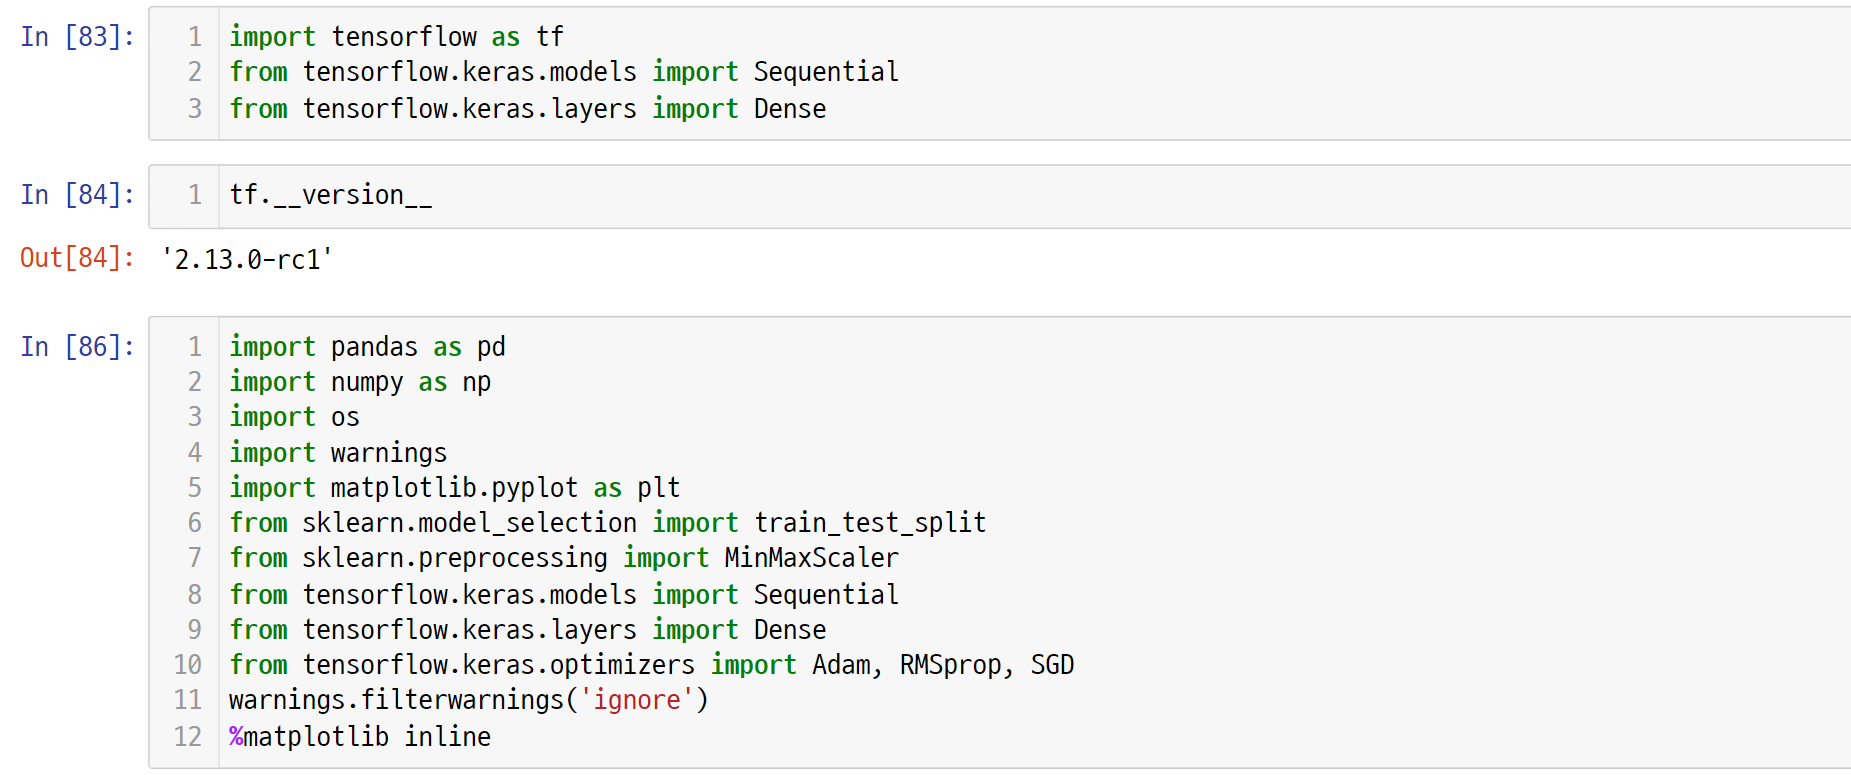 In [83]:
1 import tensorflow as tf
2 from tensorflow.keras.models import Sequential
3 from tensorflow.keras.layers import Dense
In [84]:
1 tf.__version__
Out[84]: '2.13.0-rc1'
In [86]:
1 import pandas as pd
2 import numpy as np
3 import os
4 import warnings
5 import matplotlib.pyplot as plt
6 from sklearn.model_selection import train_test_split
7 from sklearn.preprocessing import MinMaxScaler
8 from tensorflow.keras.models import Sequential
9 from tensorflow.keras.layers import Dense
10 from tensorflow.keras.optimizers import Adam, RMSprop, SGD
11 warnings.filterwarnings('ignore')
12 %matplotlib inline